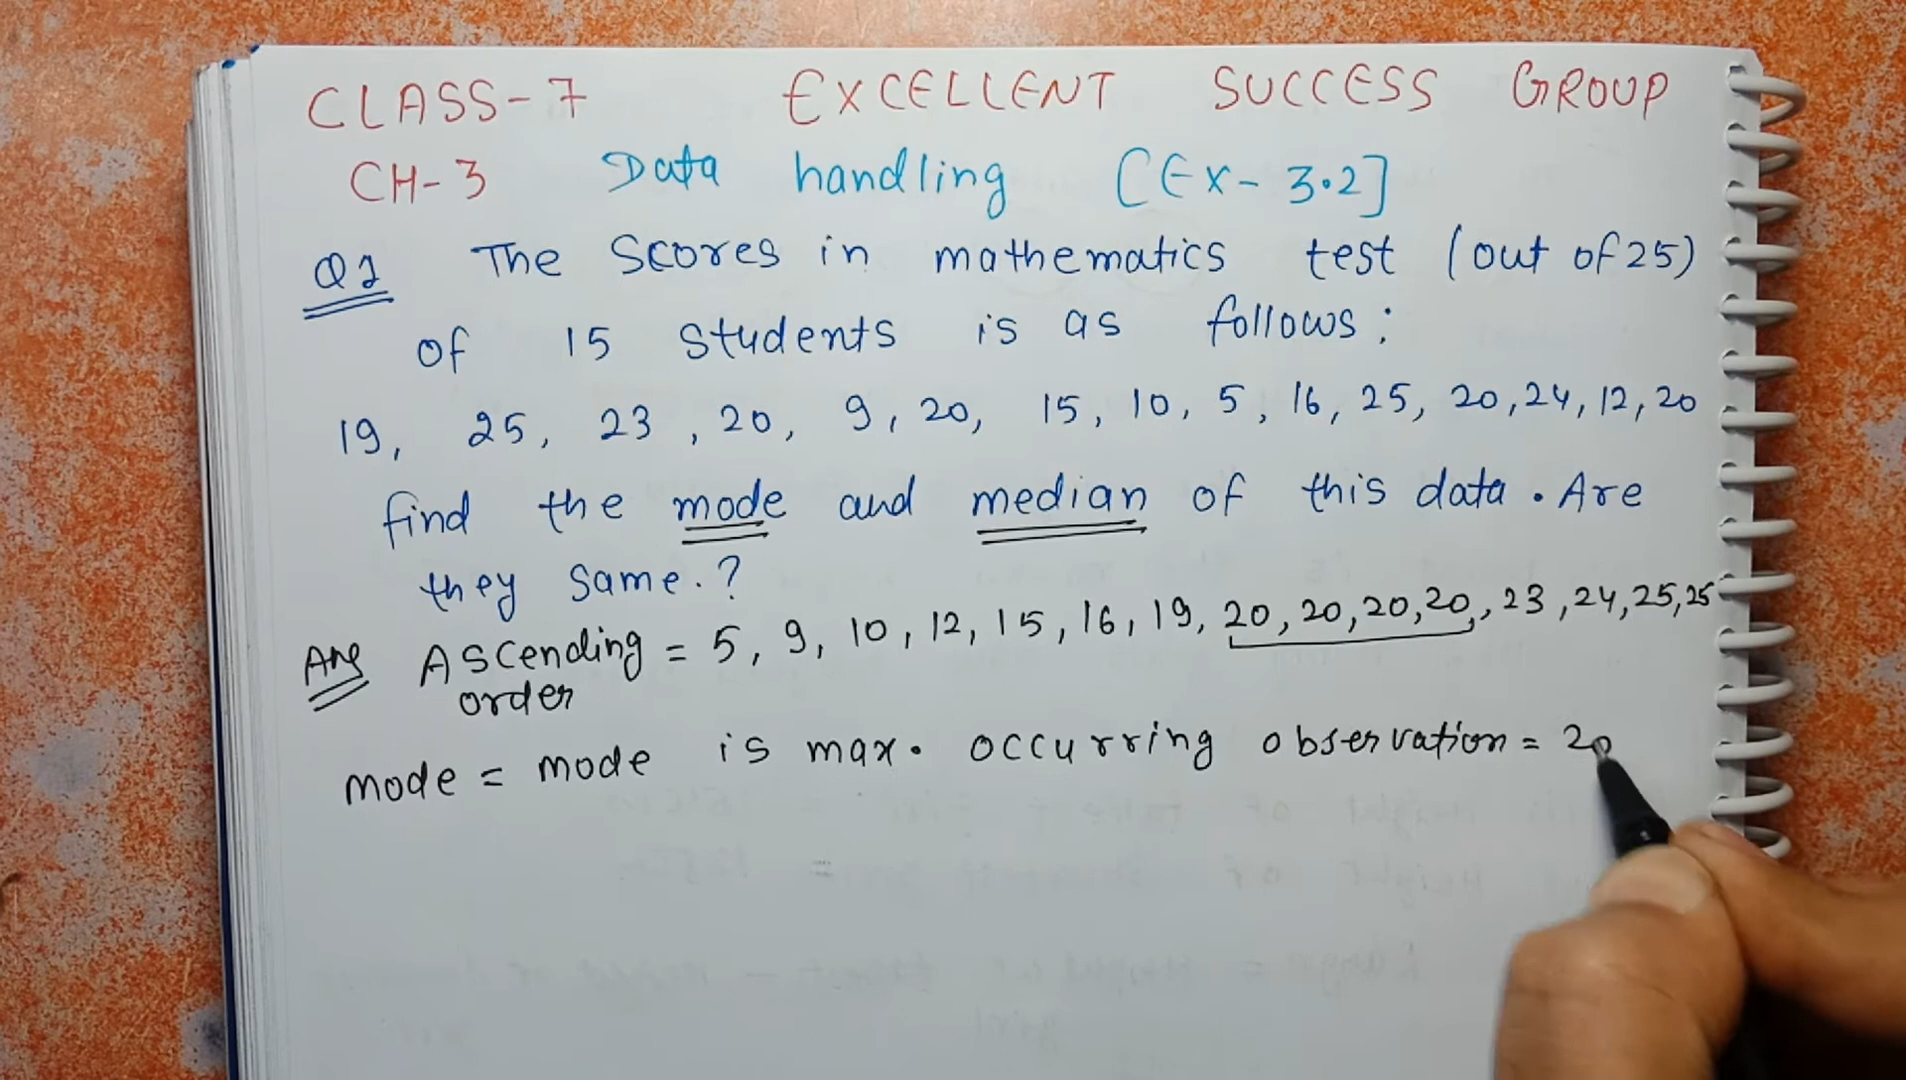 CLASS-7 EXCELLENT SUCCESS GROUP
CH-3 Data handling [Ex-3.2]
Q1 The Scores in mathematics test (out of 25)
of 15 students is as follows:
19, 25, 23, 20, 9, 20, 15, 10, 5, 16, 25, 20, 24, 12, 20
find the mode and median of this data. Are
they same.?
Ans Ascending = 5, 9, 10, 12, 15, 16, 19, 20, 20, 20, 20, 23, 24, 25, 25
order
mode = mode is max. occurring observation = 20